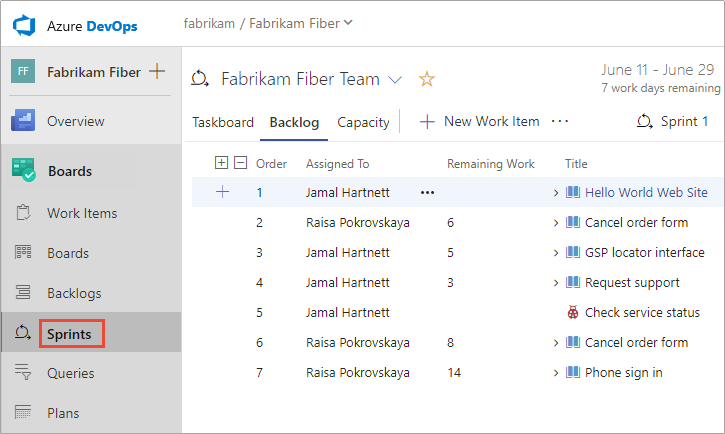 Azure DevOps
fabrikam / Fabrikam Fiber
FF Fabrikam Fiber
Overview
Boards
Work Items
Boards
Backlogs
Sprints
Queries
Plans
Fabrikam Fiber Team
June 11 - June 29
7 work days remaining
Taskboard Backlog Capacity New Work Item Sprint 1
Order Assigned To Remaining Work Title
1 Jamal Hartnett Hello World Web Site
2 Raisa Pokrovskaya 6 Cancel order form
3 Jamal Hartnett 5 GSP locator interface
4 Jamal Hartnett 3 Request support
5 Jamal Hartnett Check service status
6 Raisa Pokrovskaya 8 Cancel order form
7 Raisa Pokrovskaya 14 Phone sign in